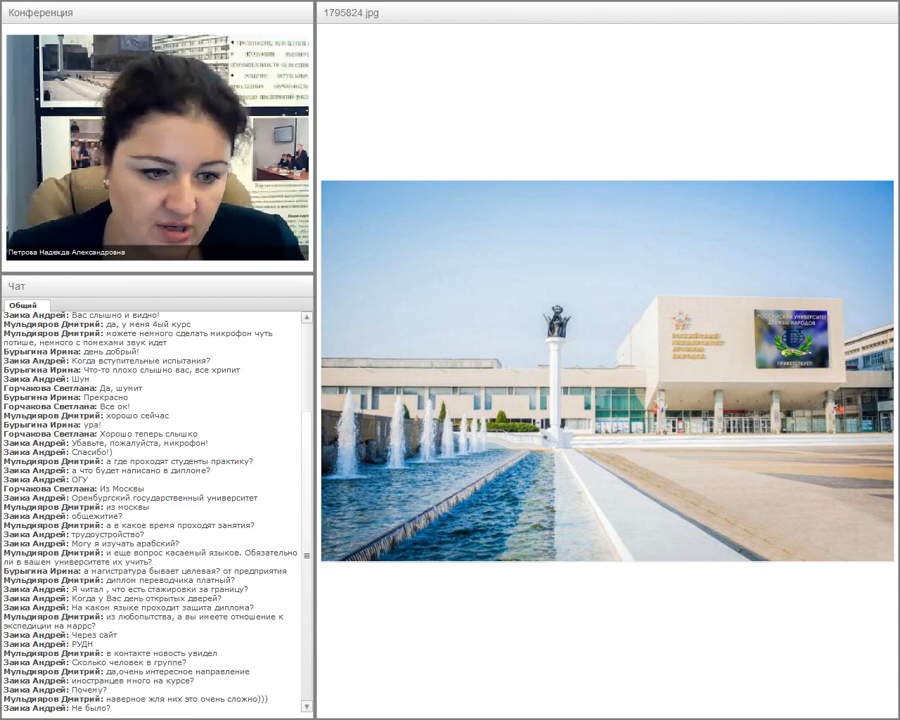 Конференция
Петрова Надежда Александровна
Чат
Общий
Заика Андрей: Вас слышно и видно!
Мульдияров Дмитрий: да, у меня 4ый курс
Мульдияров Дмитрий: можете немного сделать микрофон чуть
потише, немного с помехами звук идет
Бурыгина Ирина: день добрый!
Заика Андрей: Когда вступительные испытания?
Бурыгина Ирина: Что-то плохо слышно вас, все хрипит
Заика Андрей: Шум
Горчакова Светлана: Да, шумит
Бурыгина Ирина: Прекрасно
Горчакова Светлана: Все ок!
Мульдияров Дмитрий: хорошо сейчас
Бурыгина Ирина: ура!
Горчакова Светлана: Хорошо теперь слышко
Заика Андрей: Убавьте, пожалуйста, микрофон!
Заика Андрей: Спасибо!)
Мульдияров Дмитрий: а где проходят студенты практику?
Заика Андрей: а что будет написано в дипломе?
Заика Андрей: ОГУ
Горчакова Светлана: Из Москвы
Заика Андрей: Оренбургский государственный университет
Мульдияров Дмитрий: из москвы
Заика Андрей: общежитие?
Мульдияров Дмитрий: а в какое время проходят занятия?
Заика Андрей: трудоустройство?
Заика Андрей: Могу я изучать арабский?
Мульдияров Дмитрий: и еще вопрос касаемый языков. Обязательно
ли в вашем университете их учить?
Бурыгина Ирина: а магистратура бывает целевая? от предприятия
Мульдияров Дмитрий: диплом переводчика платный?
Заика Андрей: Я читал , что есть стажировки за границу?
Заика Андрей: Когда у Вас день открытых дверей?
Заика Андрей: На каком языке проходит защита диплома?
Мульдияров Дмитрий: из любопытства, а вы имеете отношение к
экспедиции на маррс?
Заика Андрей: Через сайт
Заика Андрей: РУДН
Мульдияров Дмитрий: в контакте новость увидел
Заика Андрей: Сколько человек в группе?
Мульдияров Дмитрий: да,очень интересное направление
Заика Андрей: иностранцев много на курсе?
Заика Андрей: Почему?
Мульдияров Дмитрий: наверное жля них это очень сложно)))
Заика Андрей: Не было?
1795824.jpg
РОССИЙСКИЙ
УНИВЕРСИТЕТ
ДРУЖБЫ
НАРОДОВ
РОССИЙСКИЙ УНИВЕРСИТЕТ
ДРУЖБЫ НАРОДОВ
ПРИВЕТСТВУЕТ!